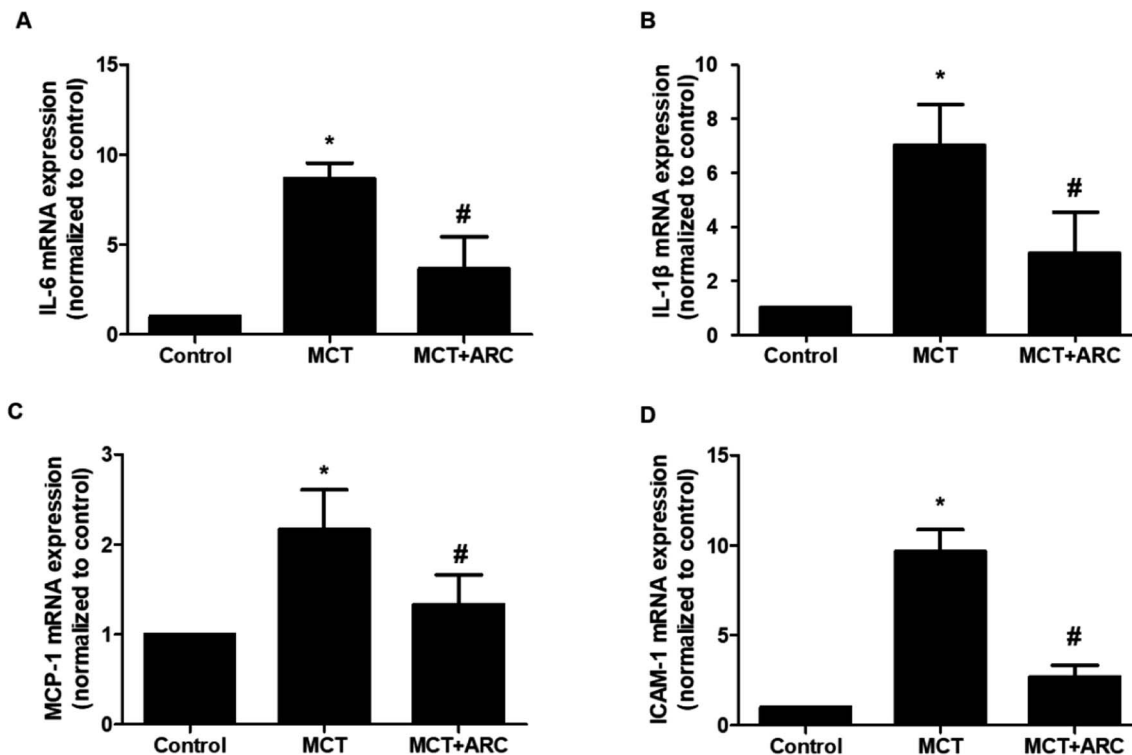 A
IL-6 mRNA expression
(normalized to control)
15
10
5
0
*
#
Control MCT MCT+ARC
B
IL-1β mRNA expression
(normalized to control)
10
8
6
4
2
0
*
#
Control MCT MCT+ARC
C
MCP-1 mRNA expression
(normalized to control)
3
2
1
0
*
#
Control MCT MCT+ARC
D
ICAM-1 mRNA expression
(normalized to control)
15
10
5
0
*
#
Control MCT MCT+ARC